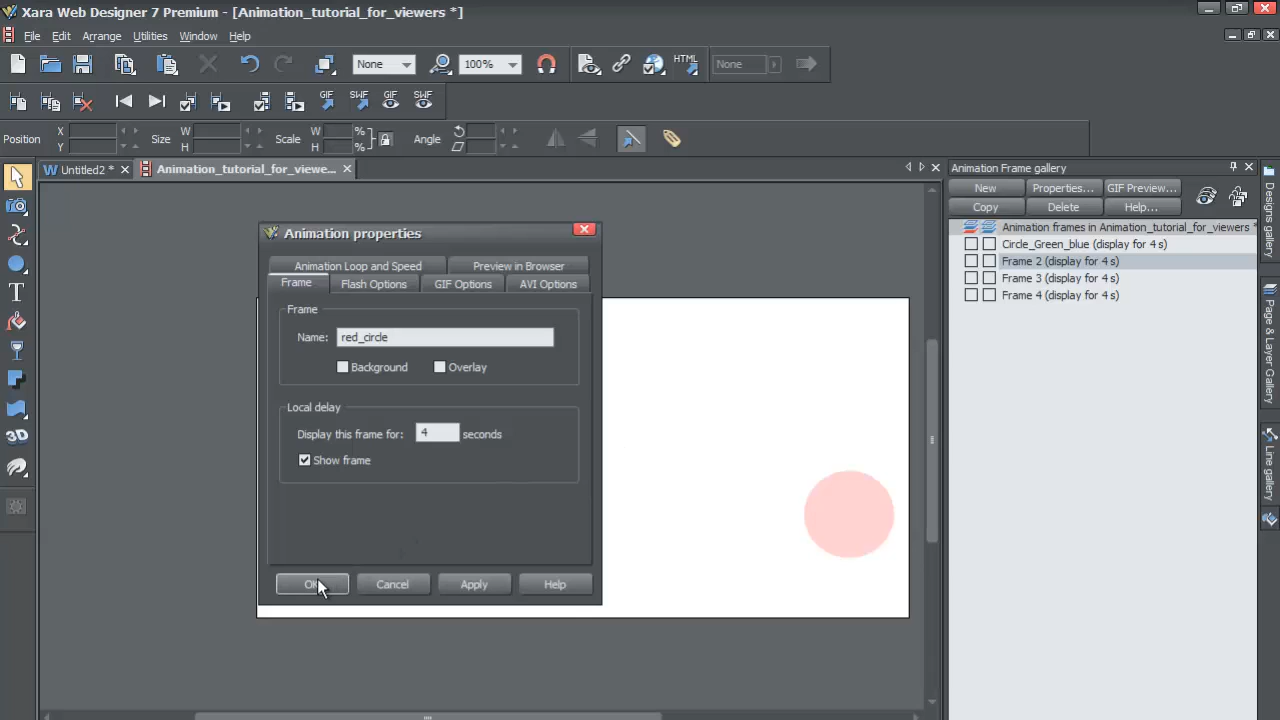 Xara Web Designer 7 Premium - [Animation_tutorial_for_viewers *]
File Edit Arrange Utilities Window Help
None 100% HTML None
GIF SWF GIF SWF
Position X Y Size W H Scale W H % % Angle
Untitled2 * Animation_tutorial_for_viewe...
Animation Frame gallery
New Properties... GIF Preview...
Copy Delete Help...
Animation frames in Animation_tutorial_for_viewers *
Circle_Green_blue (display for 4 s)
Frame 2 (display for 4 s)
Frame 3 (display for 4 s)
Frame 4 (display for 4 s)
Designs gallery
Page & Layer Gallery
Line gallery
T
3D
Animation properties
Animation Loop and Speed Preview in Browser
Frame Flash Options GIF Options AVI Options
Frame
Name: red_circle
Background Overlay
Local delay
Display this frame for: 4 seconds
Show frame
OK Cancel Apply Help